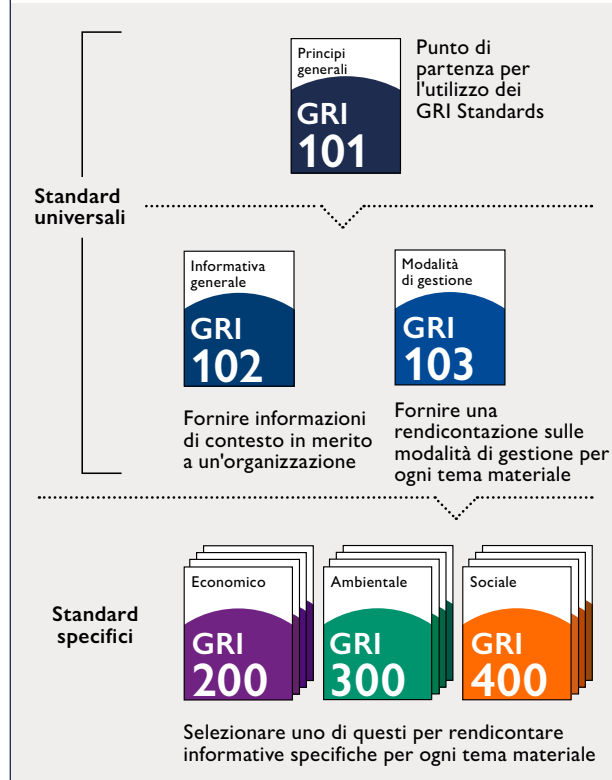 Principi
generali
GRI
101
Punto di
partenza per
l'utilizzo dei
GRI Standards
Standard
universali
Informativa
generale
GRI
102
Modalità
di gestione
GRI
103
Fornire informazioni
di contesto in merito
a un'organizzazione
Fornire una
rendicontazione sulle
modalità di gestione per
ogni tema materiale
Standard
specifici
Economico
GRI
200
Ambientale
GRI
300
Sociale
GRI
400
Selezionare uno di questi per rendicontare
informative specifiche per ogni tema materiale